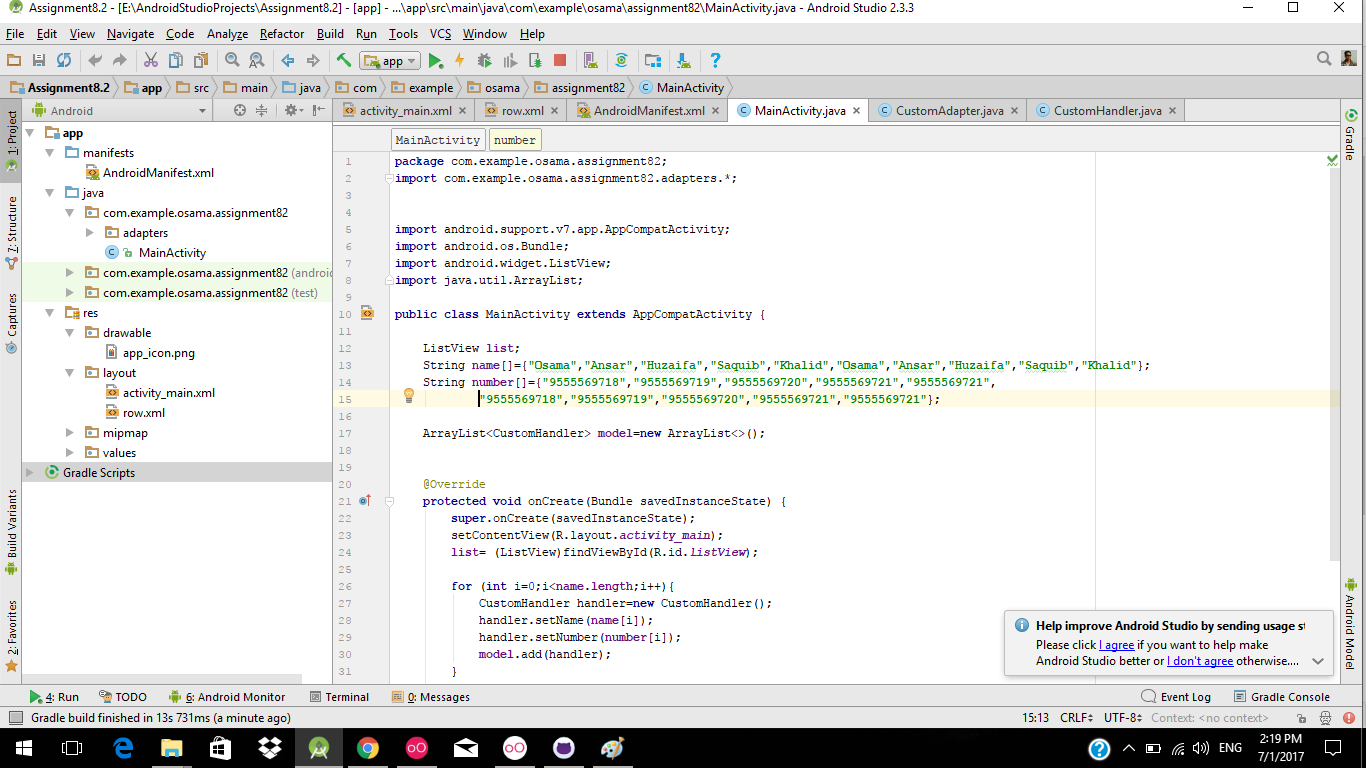 Assignment8.2 - [E:\AndroidStudioProjects\Assignment8.2] - [app] - ...\app\src\main\java\com\example\osama\assignment82\MainActivity.java - Android Studio 2.3.3
File Edit View Navigate Code Analyze Refactor Build Run Tools VCS Window Help
app
Assignment8.2 app src main java com example osama assignment82 MainActivity
Android
activity_main.xml row.xml AndroidManifest.xml MainActivity.java CustomAdapter.java CustomHandler.java
MainActivity number
1: Project
7: Structure
Captures
Build Variants
2: Favorites
app
manifests
AndroidManifest.xml
java
com.example.osama.assignment82
adapters
MainActivity
com.example.osama.assignment82 (androi
com.example.osama.assignment82 (test)
res
drawable
app_icon.png
layout
activity_main.xml
row.xml
mipmap
values
Gradle Scripts
1 package com.example.osama.assignment82;
2 import com.example.osama.assignment82.adapters.*;
3
4
5 import android.support.v7.app.AppCompatActivity;
6 import android.os.Bundle;
7 import android.widget.ListView;
8 import java.util.ArrayList;
9
10 public class MainActivity extends AppCompatActivity {
11
12 ListView list;
13 String name[]={"Osama","Ansar","Huzaifa","Saquib","Khalid","Osama","Ansar","Huzaifa","Saquib","Khalid"};
14 String number[]={"9555569718","9555569719","9555569720","9555569721","9555569721",
15 "9555569718","9555569719","9555569720","9555569721","9555569721"};
16
17 ArrayList<CustomHandler> model=new ArrayList<>();
18
19
20 @Override
21 protected void onCreate(Bundle savedInstanceState) {
22 super.onCreate(savedInstanceState);
23 setContentView(R.layout.activity_main);
24 list= (ListView)findViewById(R.id.listView);
25
26 for (int i=0;i<name.length;i++){
27 CustomHandler handler=new CustomHandler();
28 handler.setName(name[i]);
29 handler.setNumber(number[i]);
30 model.add(handler);
31 }
Gradle
Android Model
Help improve Android Studio by sending usage st
Please click I agree if you want to help make
Android Studio better or I don't agree otherwise....
4: Run TODO 6: Android Monitor Terminal 0: Messages Event Log Gradle Console
Gradle build finished in 13s 731ms (a minute ago) 15:13 CRLF UTF-8 Context: <no context>
ENG 2:19 PM
7/1/2017